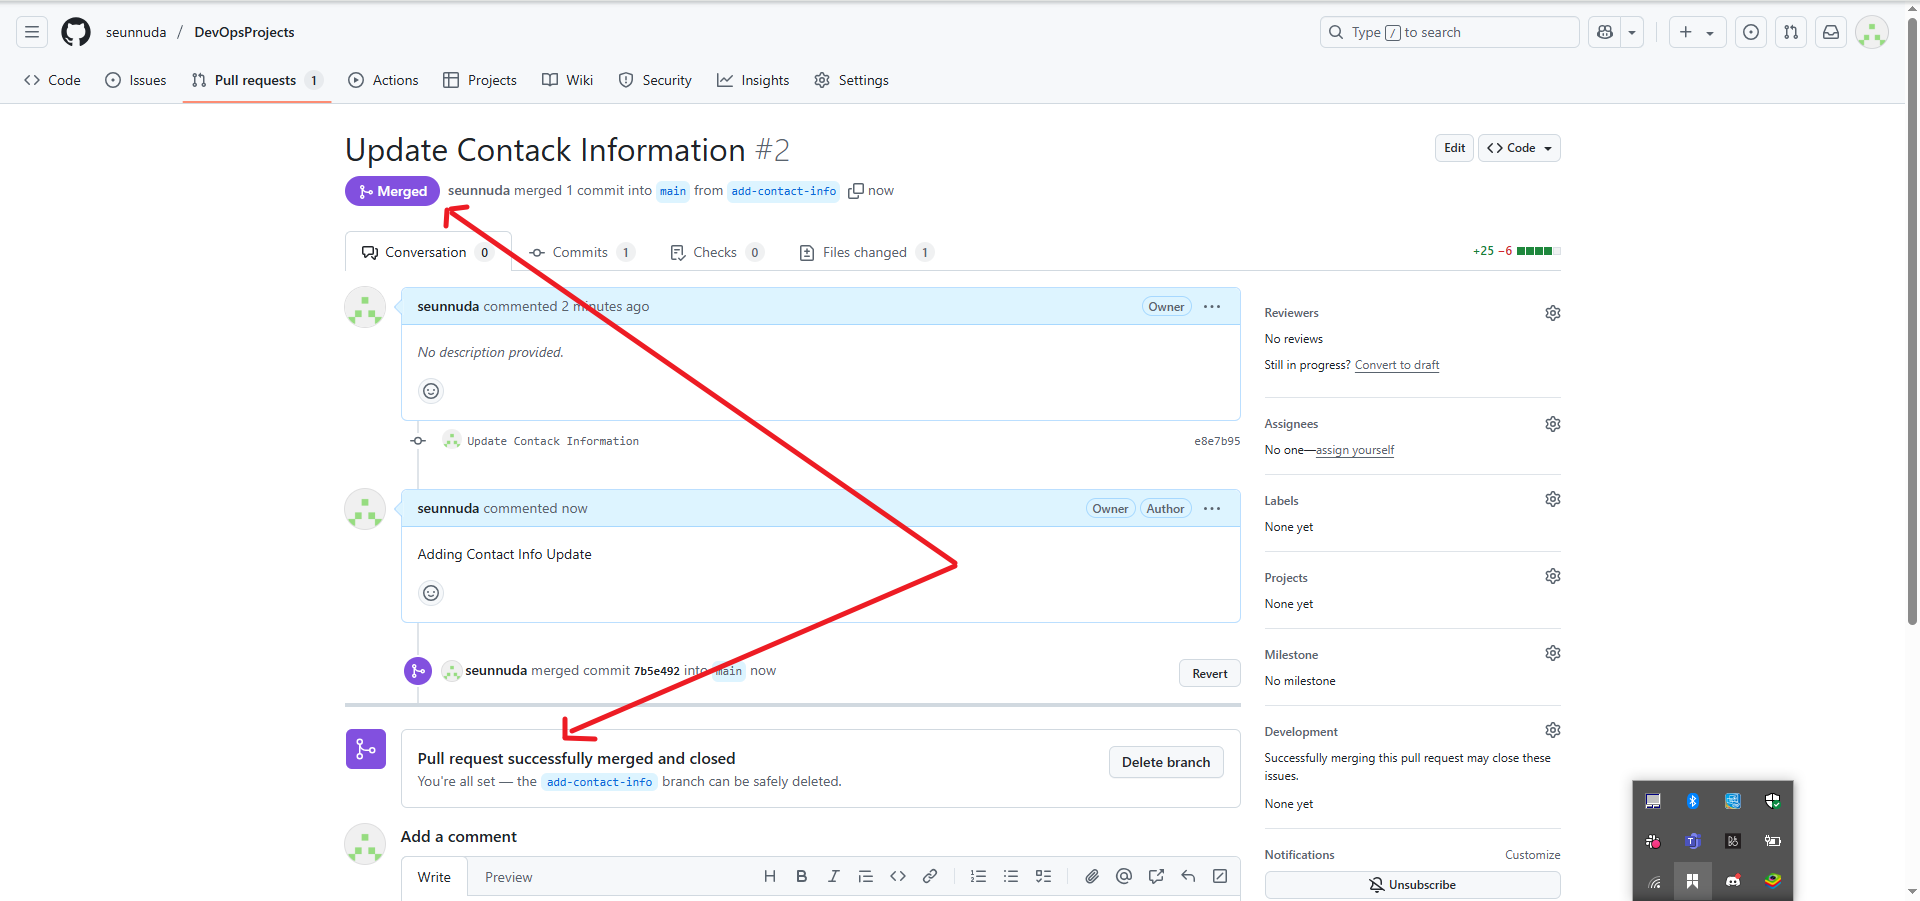 seunnuda / DevOpsProjects
Type / to search
Code Issues Pull requests 1 Actions Projects Wiki Security Insights Settings
Update Contack Information #2
Edit Code
Merged seunnuda merged 1 commit into main from add-contact-info now
Conversation 0 Commits 1 Checks 0 Files changed 1
+25 −6
seunnuda commented 2 minutes ago
Owner
No description provided.
Update Contack Information
e8e7b95
seunnuda commented now
Owner Author
Adding Contact Info Update
seunnuda merged commit 7b5e492 into main now
Revert
Pull request successfully merged and closed
You're all set — the add-contact-info branch can be safely deleted.
Delete branch
Add a comment
Write Preview
Reviewers
No reviews
Still in progress? Convert to draft
Assignees
No one—assign yourself
Labels
None yet
Projects
None yet
Milestone
No milestone
Development
Successfully merging this pull request may close these
issues.
None yet
Notifications Customize
Unsubscribe